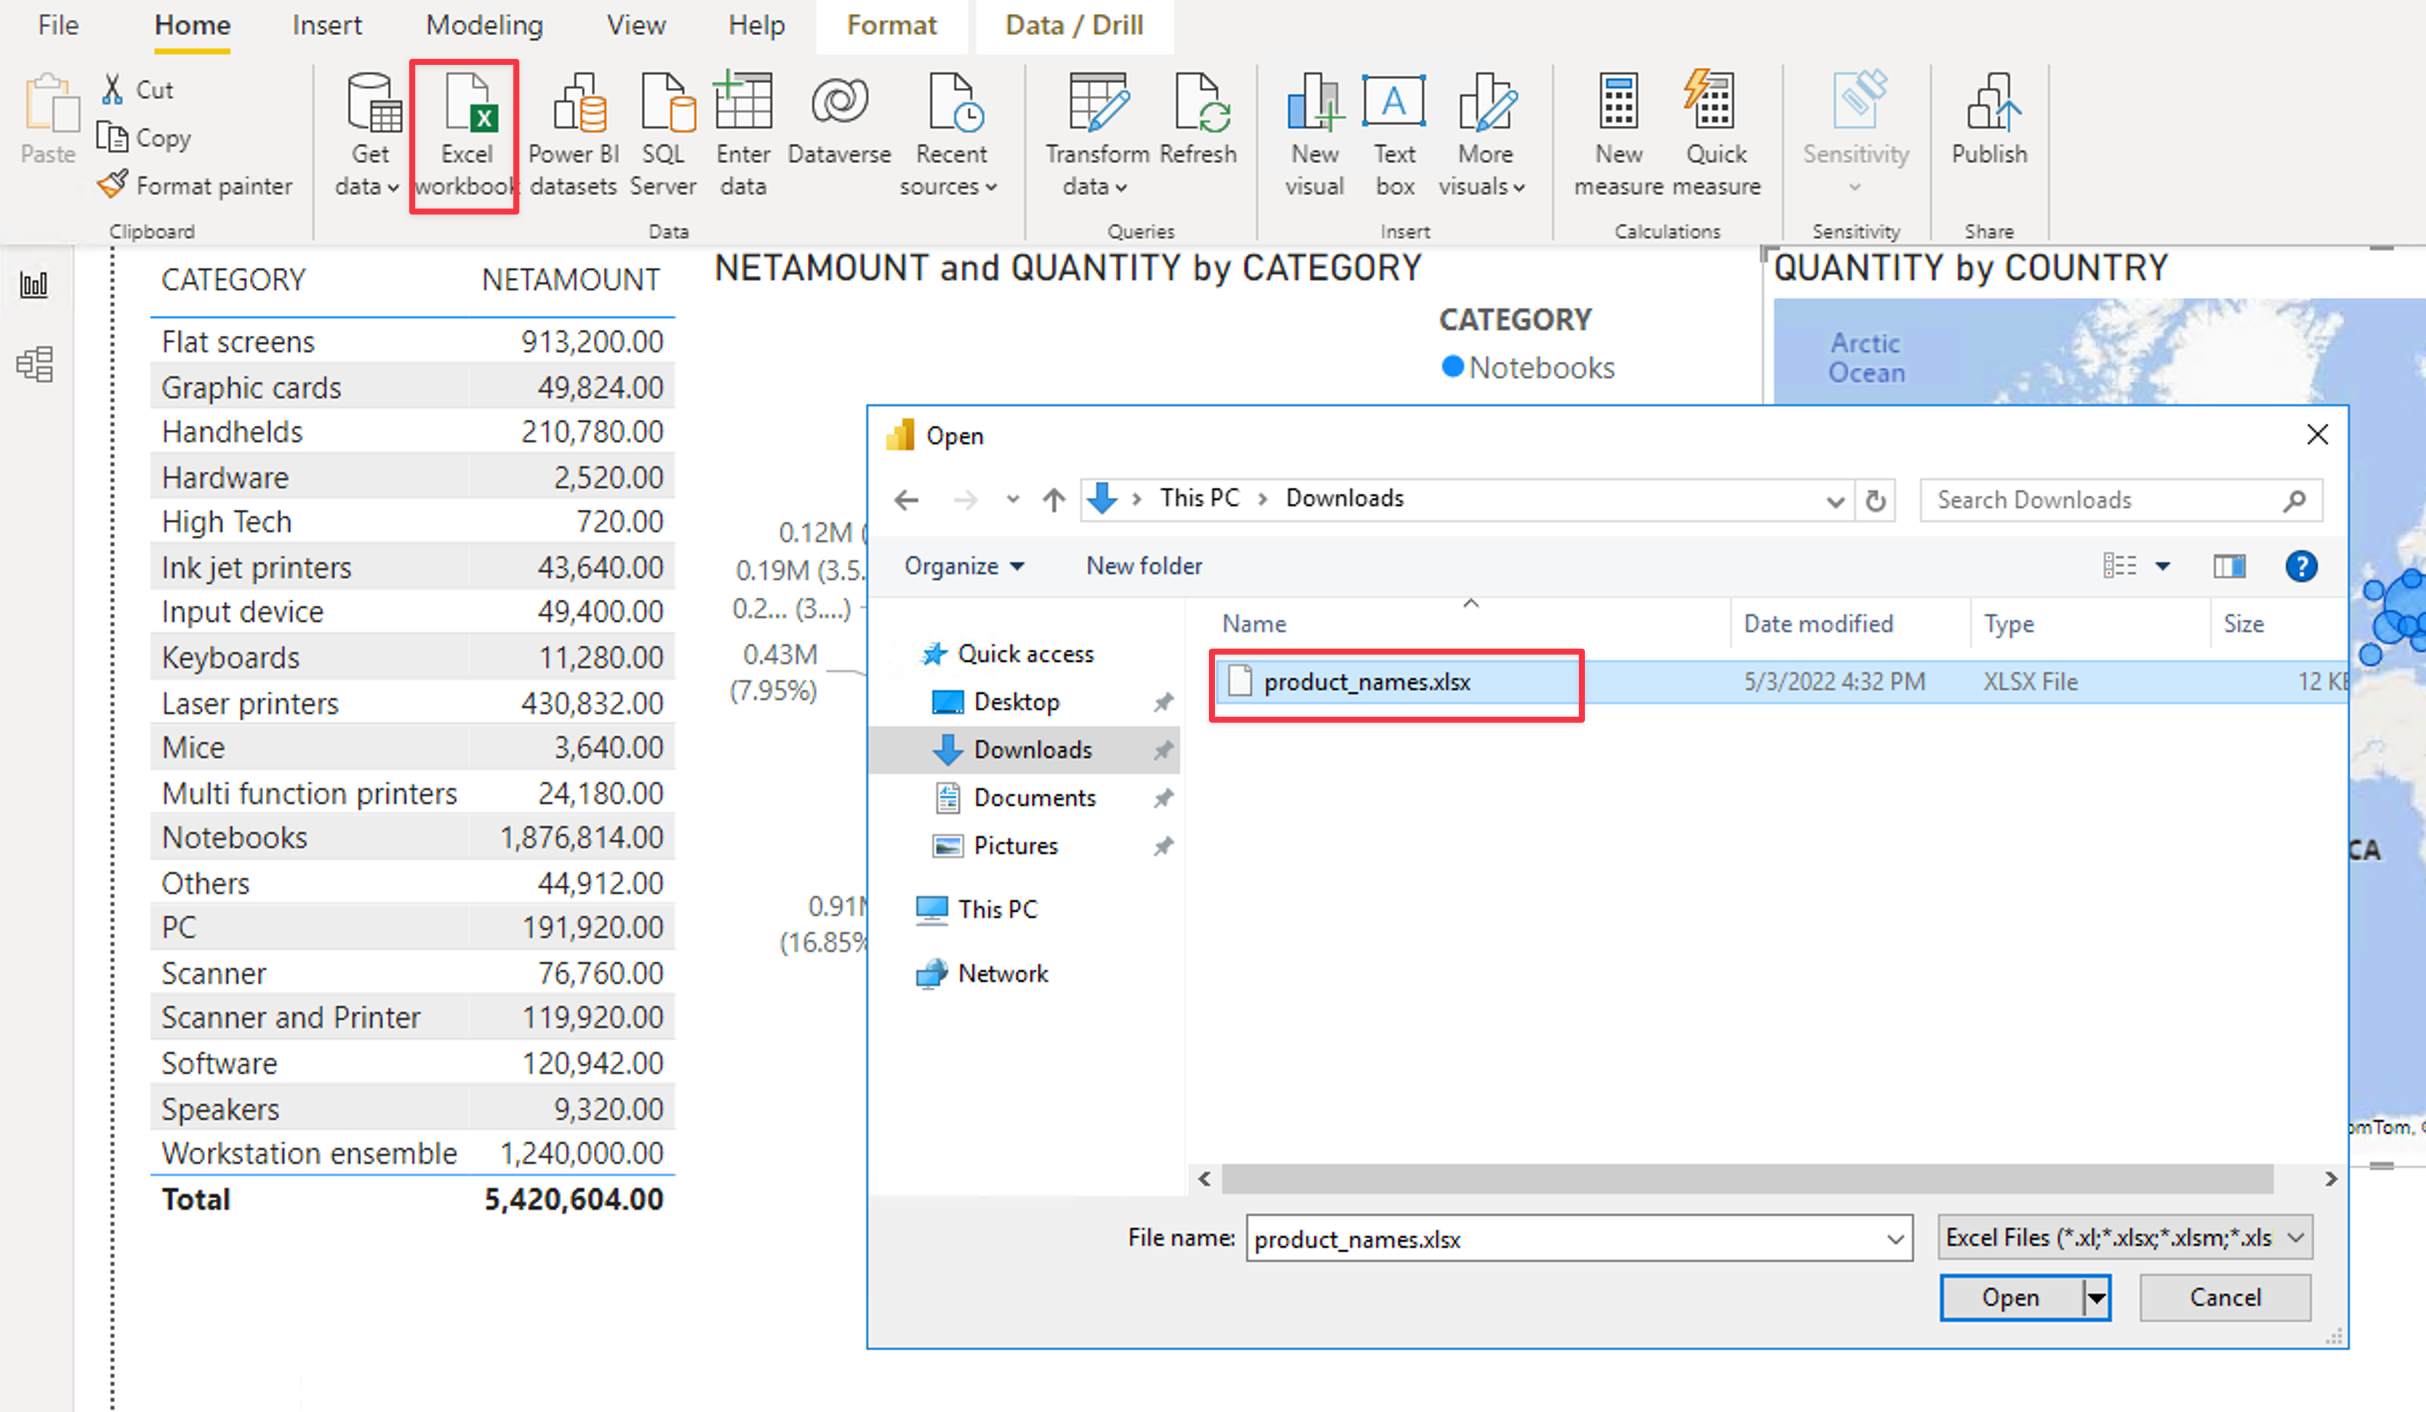 File Home Insert Modeling View Help Format Data / Drill
Paste
Cut
Copy
Format painter
Clipboard
Get data
Excel workbook
Power BI datasets
SQL Server
Enter data
Dataverse
Recent sources
Data
Transform data
Refresh
Queries
New visual
Text box
More visuals
Insert
New measure
Quick measure
Calculations
Sensitivity
Sensitivity
Publish
Share
CATEGORY NETAMOUNT
Flat screens 913,200.00
Graphic cards 49,824.00
Handhelds 210,780.00
Hardware 2,520.00
High Tech 720.00
Ink jet printers 43,640.00
Input device 49,400.00
Keyboards 11,280.00
Laser printers 430,832.00
Mice 3,640.00
Multi function printers 24,180.00
Notebooks 1,876,814.00
Others 44,912.00
PC 191,920.00
Scanner 76,760.00
Scanner and Printer 119,920.00
Software 120,942.00
Speakers 9,320.00
Workstation ensemble 1,240,000.00
Total 5,420,604.00
NETAMOUNT and QUANTITY by CATEGORY
CATEGORY
Notebooks
0.12M (
0.19M (3.5.
0.2... (3....)
0.43M
(7.95%)
0.91M
(16.85%
QUANTITY by COUNTRY
Arctic
Ocean
CA
omTom,
Open
This PC > Downloads
Search Downloads
Organize New folder
Name Date modified Type Size
product_names.xlsx 5/3/2022 4:32 PM XLSX File 12 KB
Quick access
Desktop
Downloads
Documents
Pictures
This PC
Network
File name: product_names.xlsx Excel Files (*.xl;*.xlsx;*.xlsm;*.xls
Open Cancel